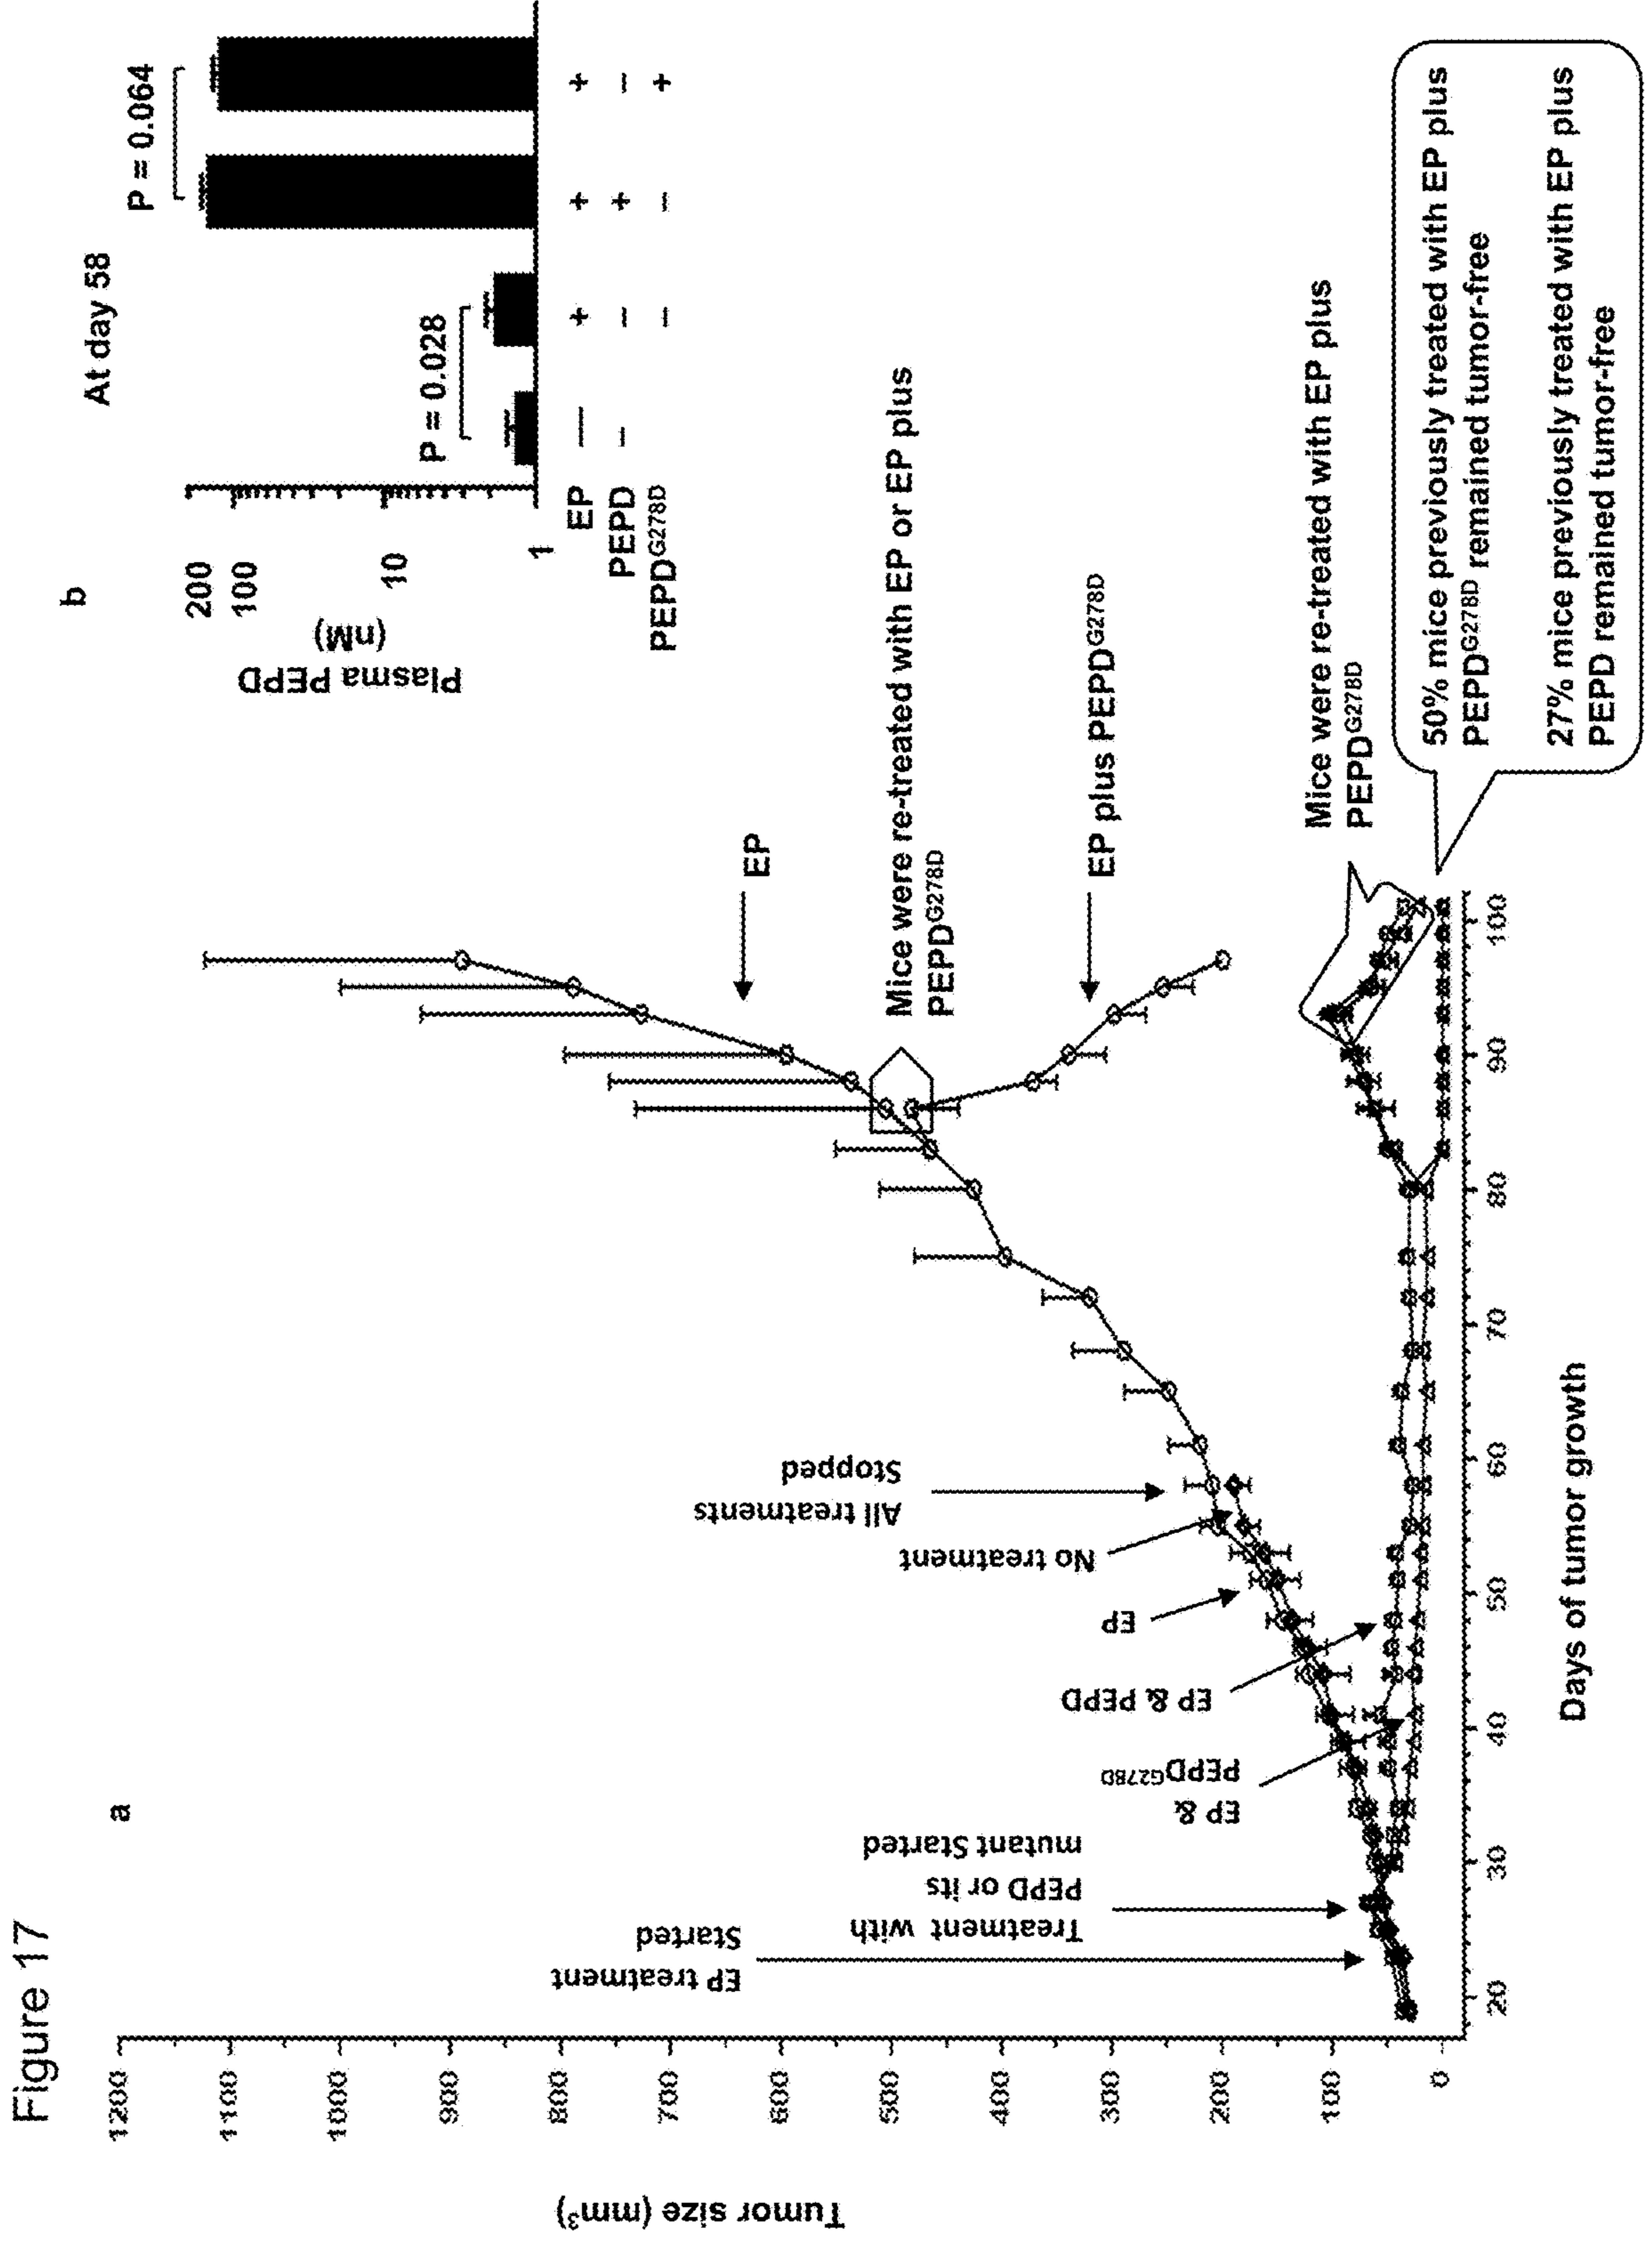 Figure 17
a
Tumor size (mm³)
1200
1100
1000
900
800
700
600
500
400
300
200
100
0
20
30
40
50
60
70
80
90
100
Days of tumor growth
EP treatment
Started
Treatment with
PEPD or its
mutant Started
EP &
PEPDG278D
EP & PEPD
EP
No treatment
All treatments
Stopped
EP
Mice were re-treated with EP or EP plus
PEPDG278D
EP plus PEPDG278D
Mice were re-treated with EP plus
PEPDG278D
50% mice previously treated with EP plus
PEPDG278D remained tumor-free
27% mice previously treated with EP plus
PEPD remained tumor-free
b
At day 58
Plasma PEPD
(nM)
200
100
10
1
P = 0.028
P = 0.064
EP — + + +
PEPD – – + –
PEPDG278D – – +